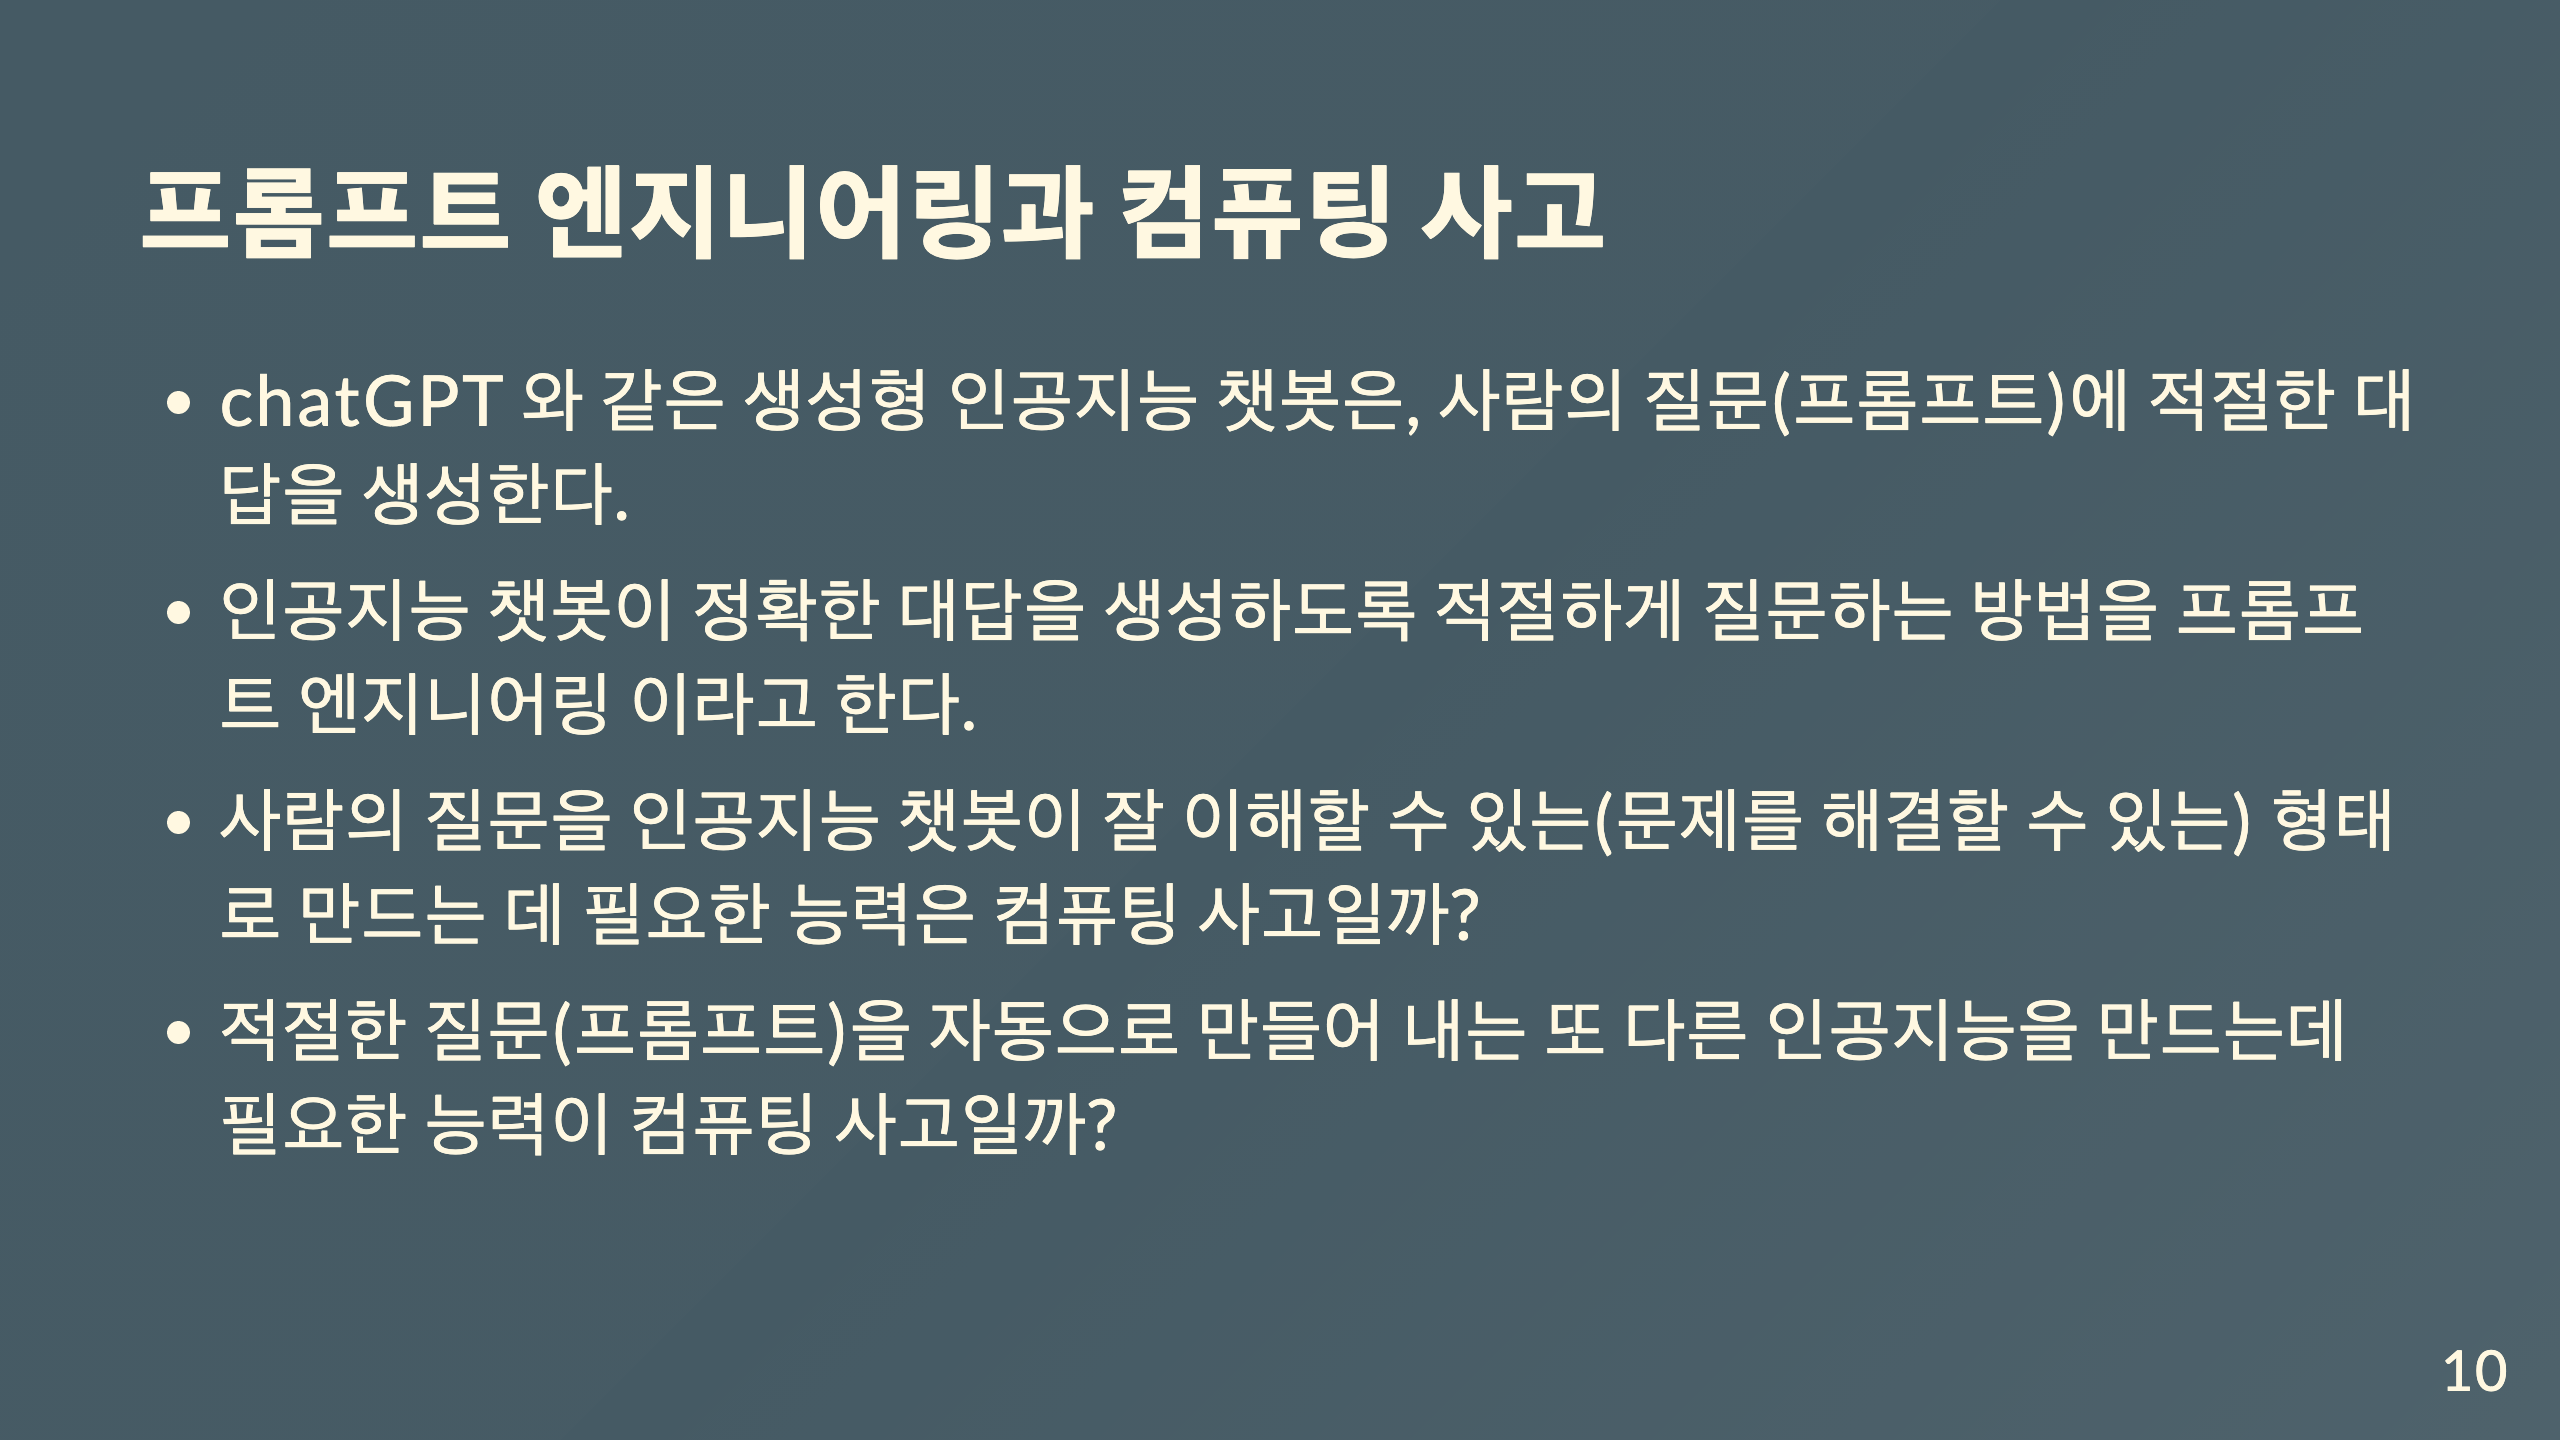 프롬프트 엔지니어링과 컴퓨팅 사고
• chatGPT 와 같은 생성형 인공지능 챗봇은, 사람의 질문(프롬프트)에 적절한 대
답을 생성한다.
• 인공지능 챗봇이 정확한 대답을 생성하도록 적절하게 질문하는 방법을 프롬프
트 엔지니어링 이라고 한다.
• 사람의 질문을 인공지능 챗봇이 잘 이해할 수 있는(문제를 해결할 수 있는) 형태
로 만드는 데 필요한 능력은 컴퓨팅 사고일까?
• 적절한 질문(프롬프트)을 자동으로 만들어 내는 또 다른 인공지능을 만드는데
필요한 능력이 컴퓨팅 사고일까?
10